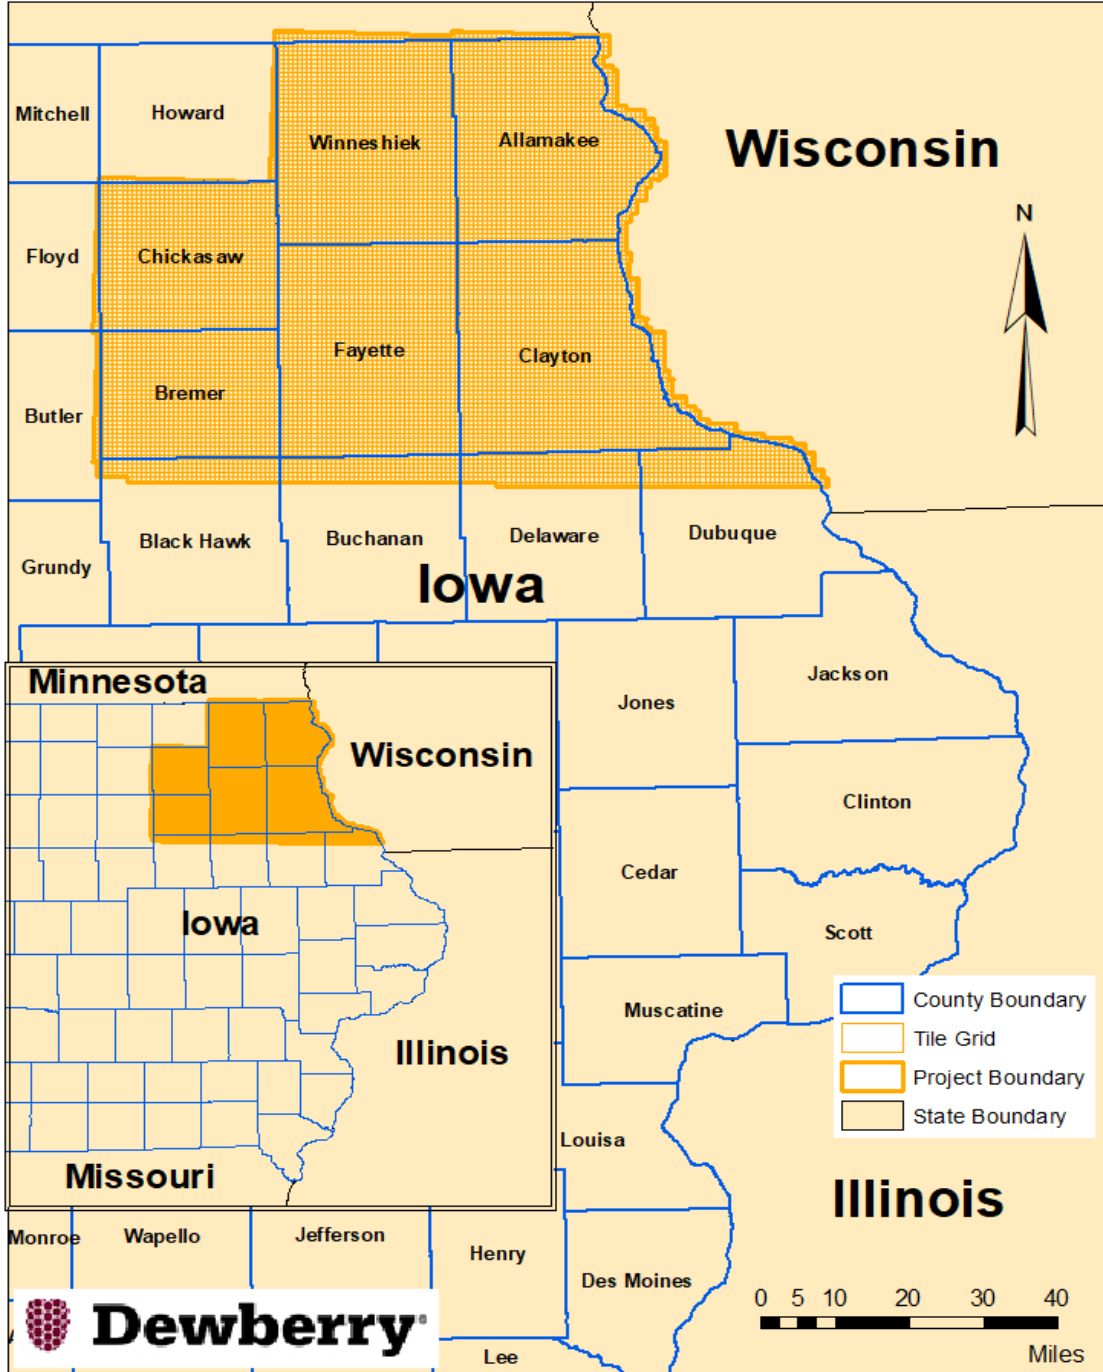 Mitchell
Howard
Winneshiek
Allamakee
Wisconsin
N
Floyd
Chickasaw
Fayette
Clayton
Bremer
Butler
Black Hawk
Buchanan
Delaware
Dubuque
Grundy
Iowa
Jackson
Jones
Clinton
Cedar
Scott
Muscatine
Louisa
Minnesota
Wisconsin
Iowa
Illinois
Missouri
County Boundary
Tile Grid
Project Boundary
State Boundary
Illinois
Monroe
Wapello
Jefferson
Henry
Des Moines
Lee
0 5 10 20 30 40
Miles
Dewberry®